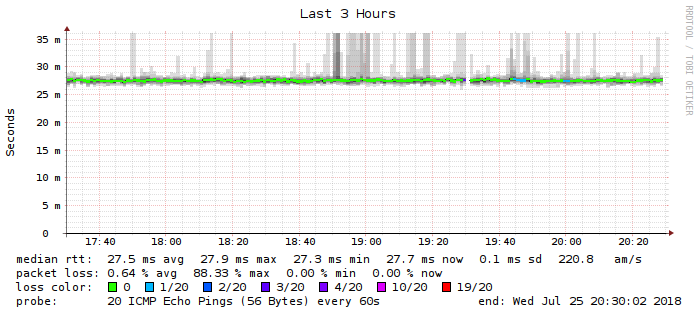 Last 3 Hours
RRDTOOL / TOBI OETIKER
Seconds
35 m
30 m
25 m
20 m
15 m
10 m
5 m
0
17:40 18:00 18:20 18:40 19:00 19:20 19:40 20:00 20:20
median rtt: 27.5 ms avg 27.9 ms max 27.3 ms min 27.7 ms now 0.1 ms sd 220.8 am/s
packet loss: 0.64 % avg 88.33 % max 0.00 % min 0.00 % now
loss color: 0 1/20 2/20 3/20 4/20 10/20 19/20
probe: 20 ICMP Echo Pings (56 Bytes) every 60s end: Wed Jul 25 20:30:02 2018